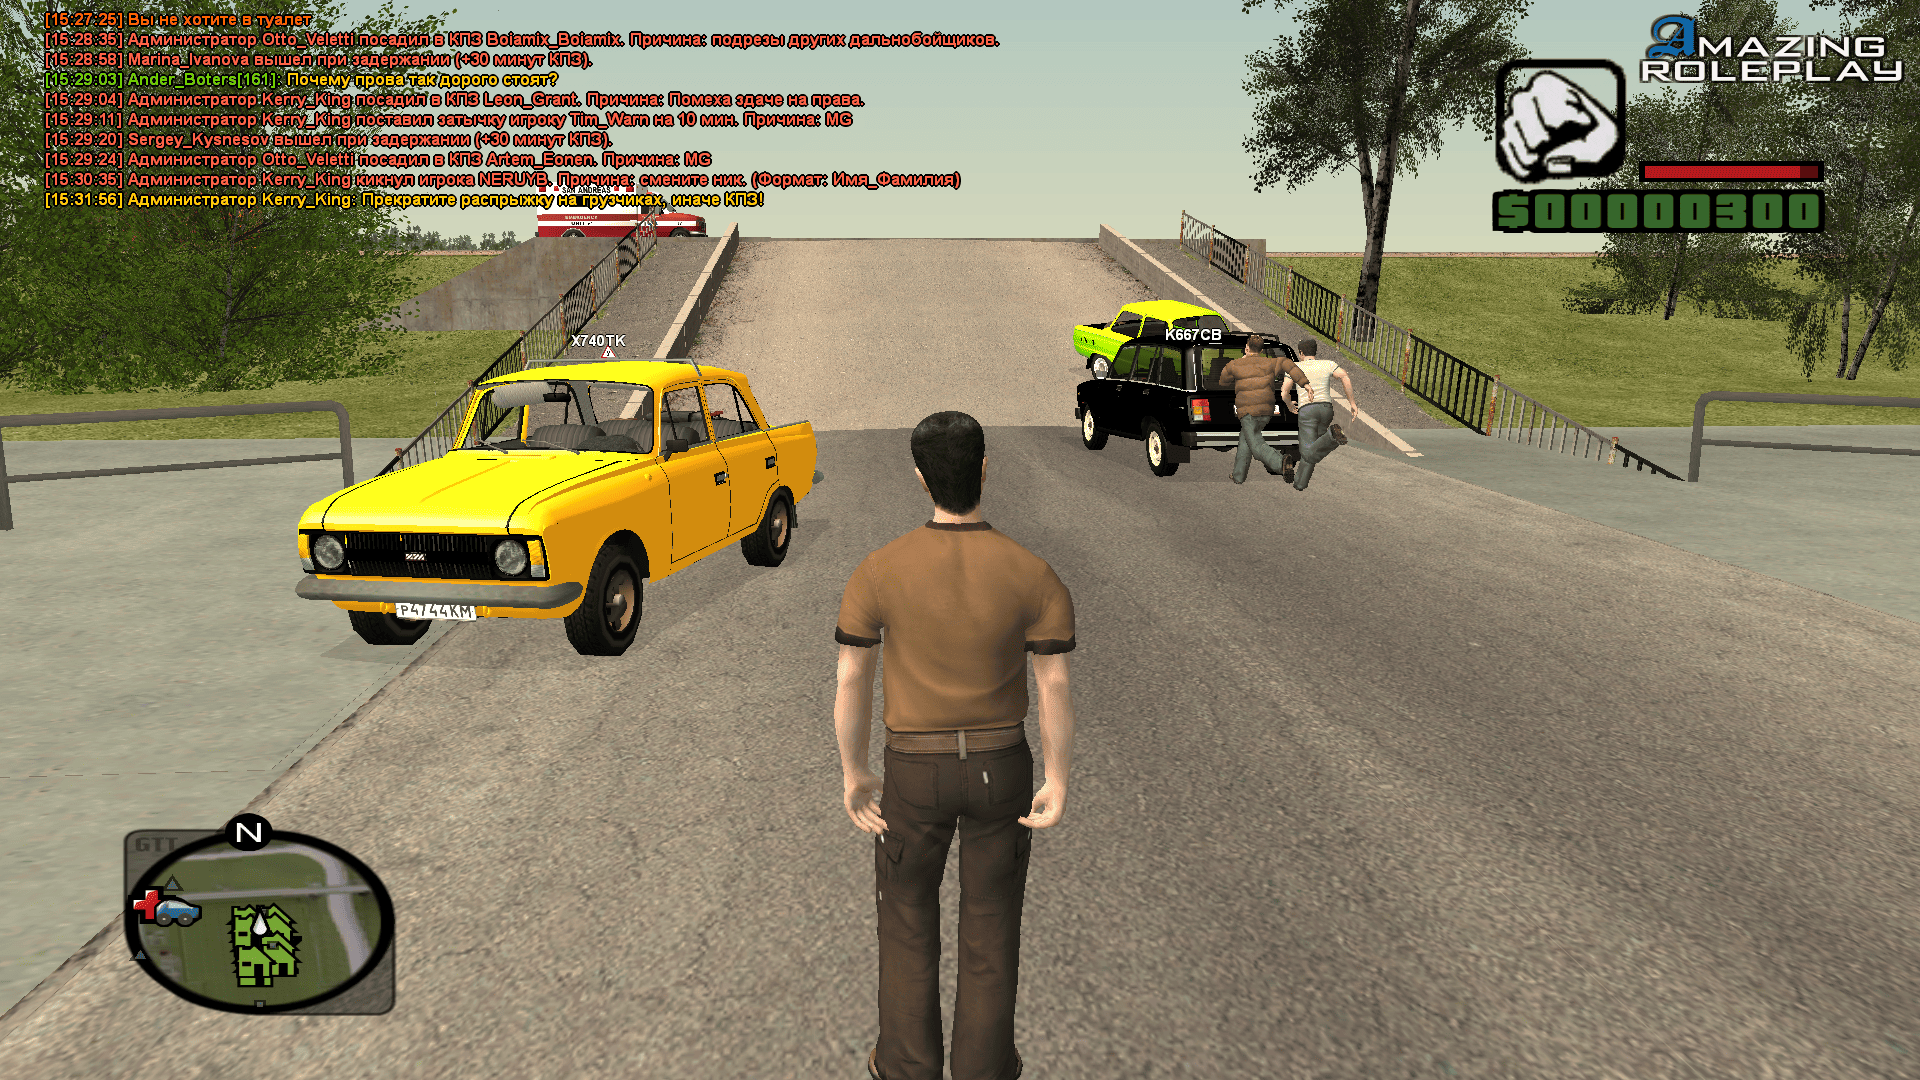 [15:27:25] Вы не хотите в туалет
[15:28:35] Администратор Otto_Veletti посадил в КПЗ Boiamix_Boiamix. Причина: подрезы других дальнобойщиков.
[15:28:58] Marina_Ivanova вышел при задержании (+30 минут КПЗ).
[15:29:03] Ander_Boters[161]: Почему права так дорого стоят?
[15:29:04] Администратор Kerry_King посадил в КПЗ Leon_Grant. Причина: Помеха здаче на права.
[15:29:11] Администратор Kerry_King поставил затычку игроку Tim_Warn на 10 мин. Причина: MG
[15:29:20] Sergey_Kysnesov вышел при задержании (+30 минут КПЗ).
[15:29:24] Администратор Otto_Veletti посадил в КПЗ Artem_Eonen. Причина: MG
[15:30:35] Администратор Kerry_King кикнул игрока NERUYB. Причина: смените ник. (Формат: Имя_Фамилия)
[15:31:56] Администратор Kerry_King: Прекратите распрыжку на грузчиках, иначе КПЗ!
AMAZING
ROLEPLAY
$00000300
SAN ANDREAS
EMERGENCY
X740TK
K667CB
P4744KM
GTT
N